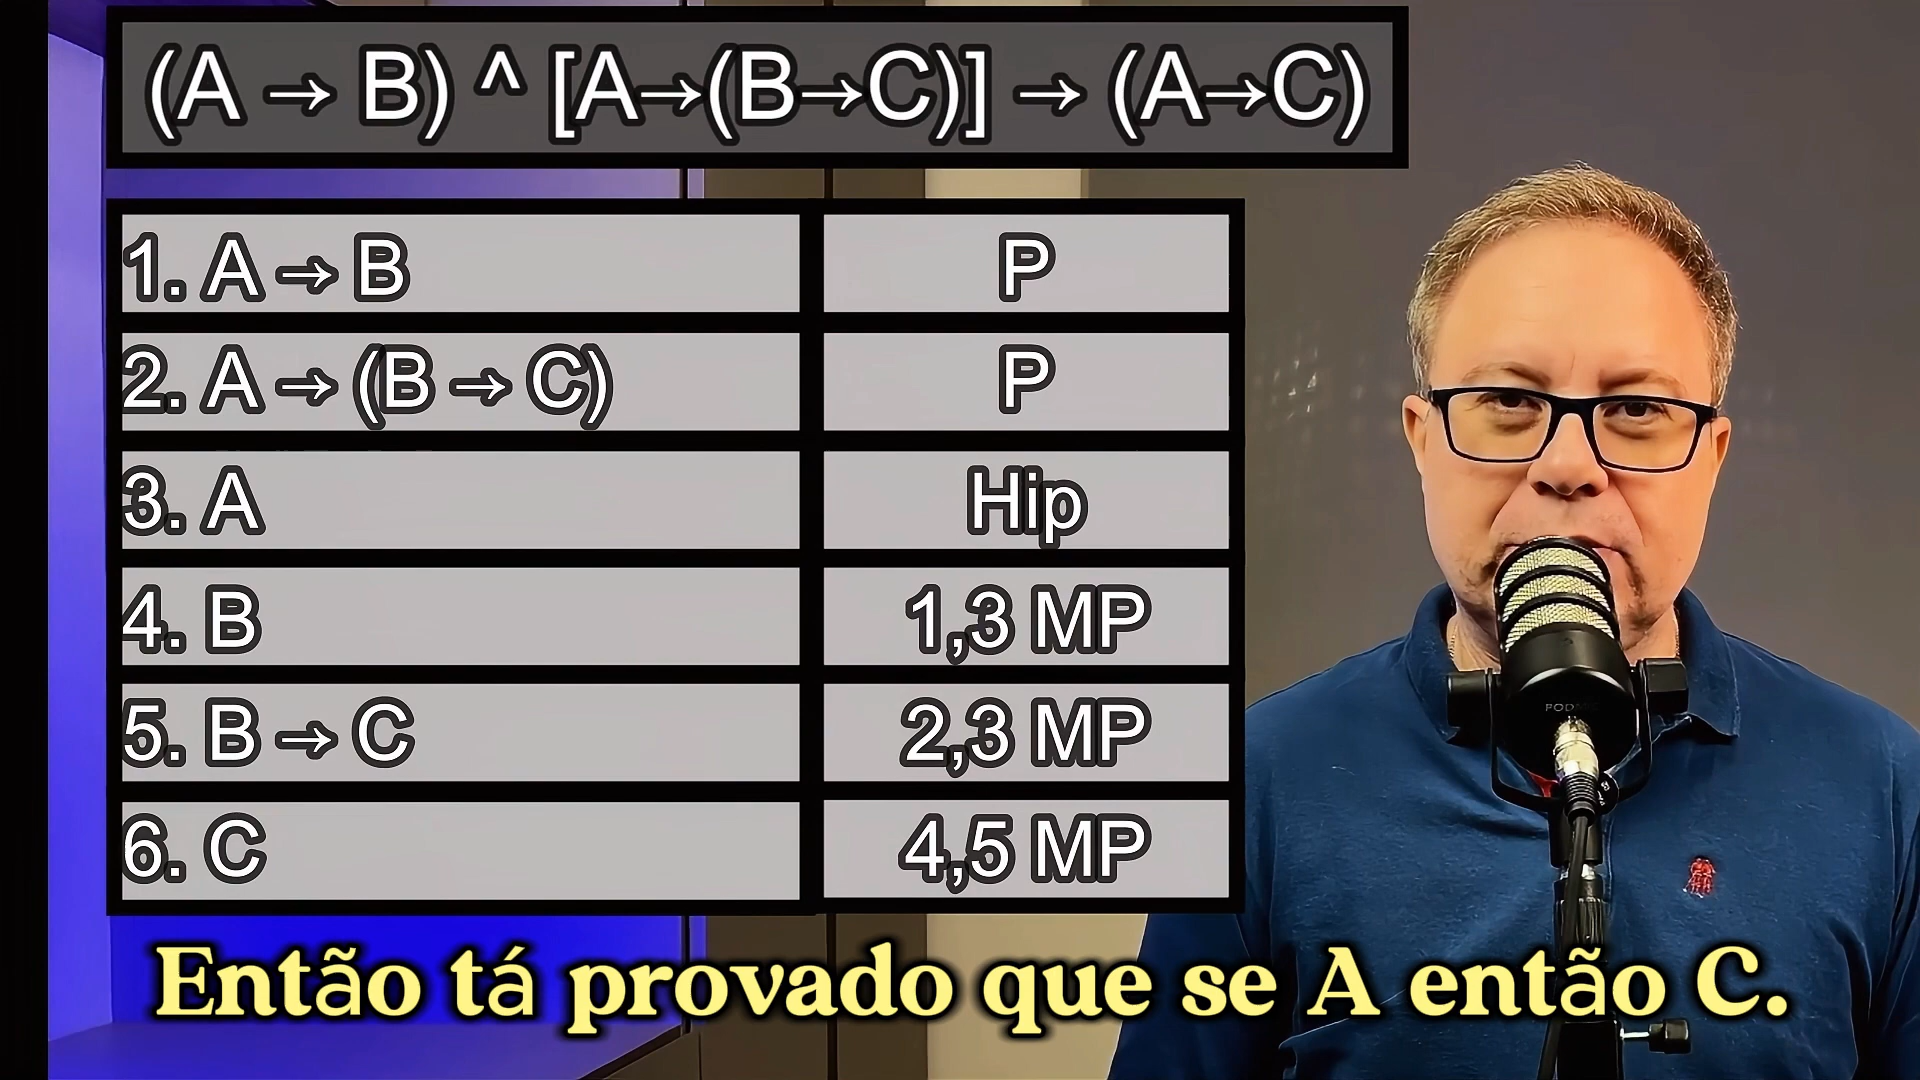 (A → B) ^ [A→(B→C)] → (A→C)
1. A → B P
2. A → (B → C) P
3. A Hip
4. B 1,3 MP
5. B → C 2,3 MP
6. C 4,5 MP
Então tá provado que se A então C.